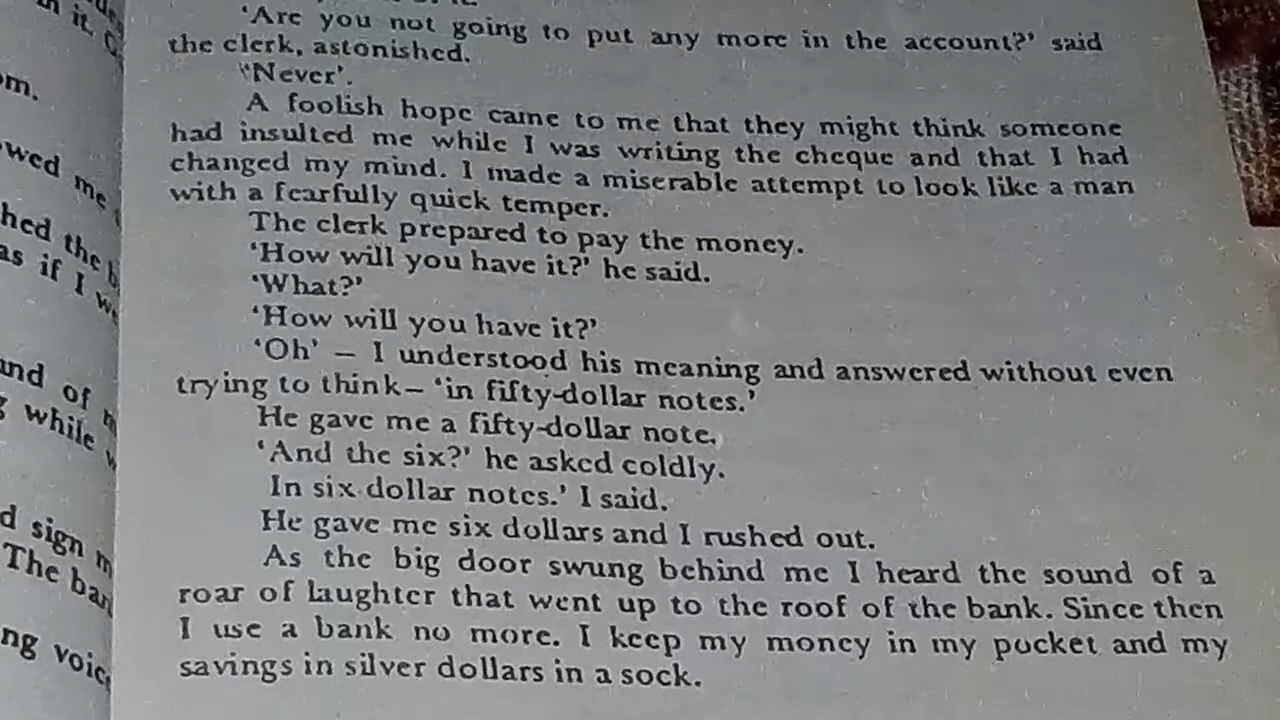 'Are you not going to put any more in the account?' said
the clerk, astonished.
'Never'.
A foolish hope came to me that they might think someone
had insulted me while I was writing the cheque and that I had
changed my mind. I made a miserable attempt to look like a man
with a fearfully quick temper.
The clerk prepared to pay the money.
'How will you have it?' he said.
'What?'
'How will you have it?'
'Oh' – I understood his meaning and answered without even
trying to think– 'in fifty-dollar notes.'
He gave me a fifty-dollar note.
'And the six?' he asked coldly.
In six dollar notes.' I said.
He gave me six dollars and I rushed out.
As the big door swung behind me I heard the sound of a
roar of laughter that went up to the roof of the bank. Since then
I use a bank no more. I keep my money in my pocket and my
savings in silver dollars in a sock.